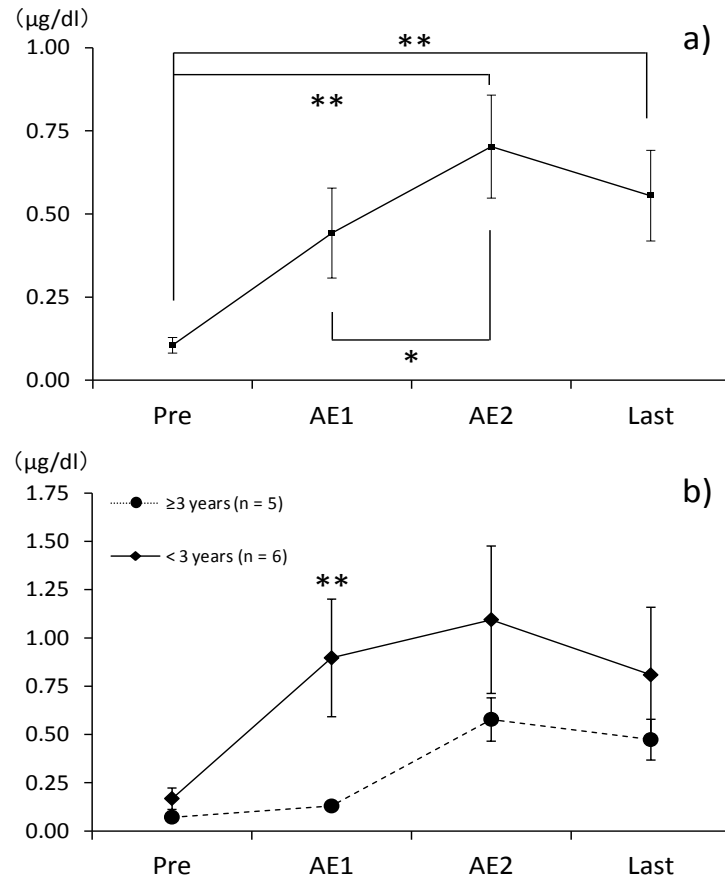 （μg/dl）
a)
1.00
**
**
0.75
0.50
0.25
*
0.00
Pre AE1 AE2 Last
（μg/dl）
b)
1.75
≥3 years (n = 5)
1.50
< 3 years (n = 6)
**
1.25
1.00
0.75
0.50
0.25
0.00
Pre AE1 AE2 Last